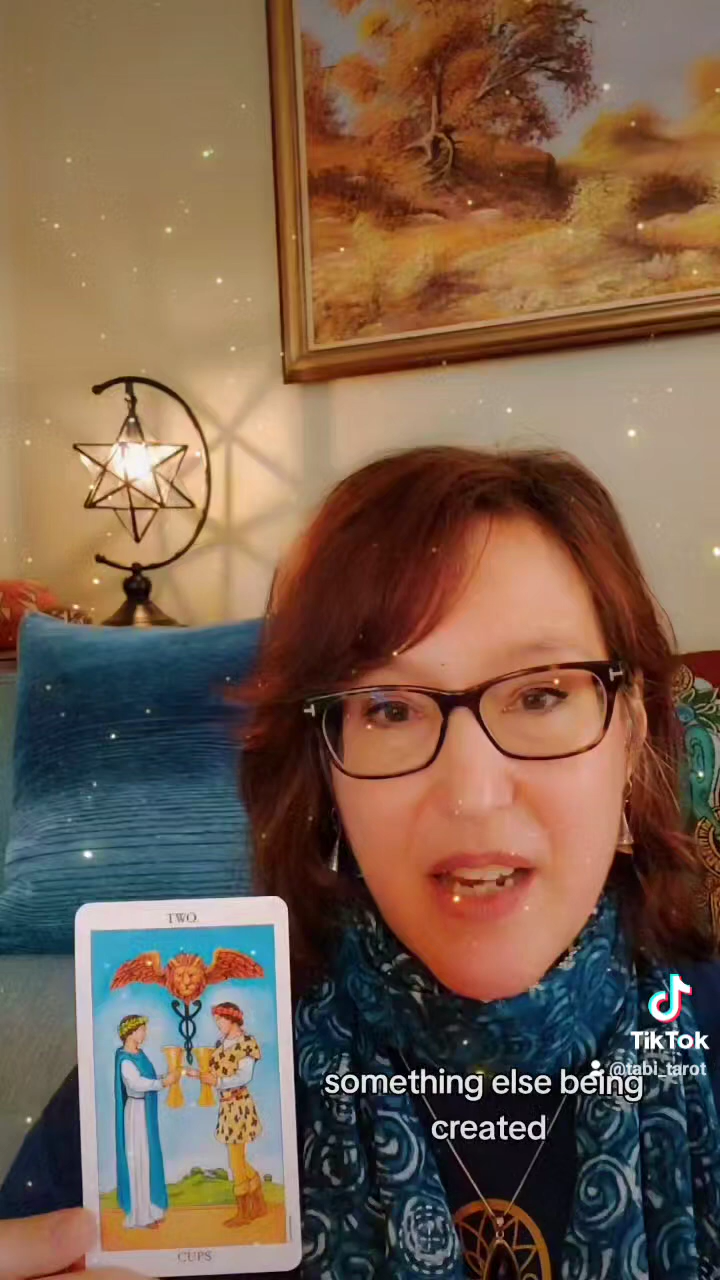 TWO
TikTok
@tabi_tarot
something else being
created
CUPS